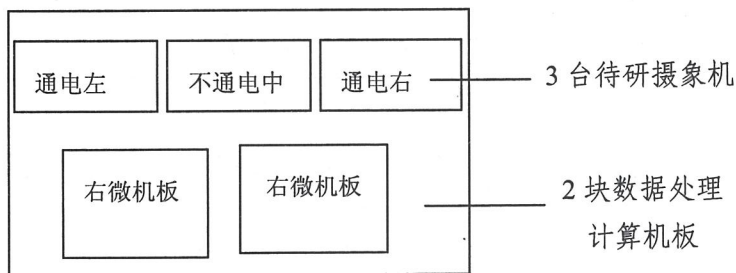 通电左
不通电中
通电右
3台待研摄象机
右微机板
右微机板
2块数据处理
计算机板